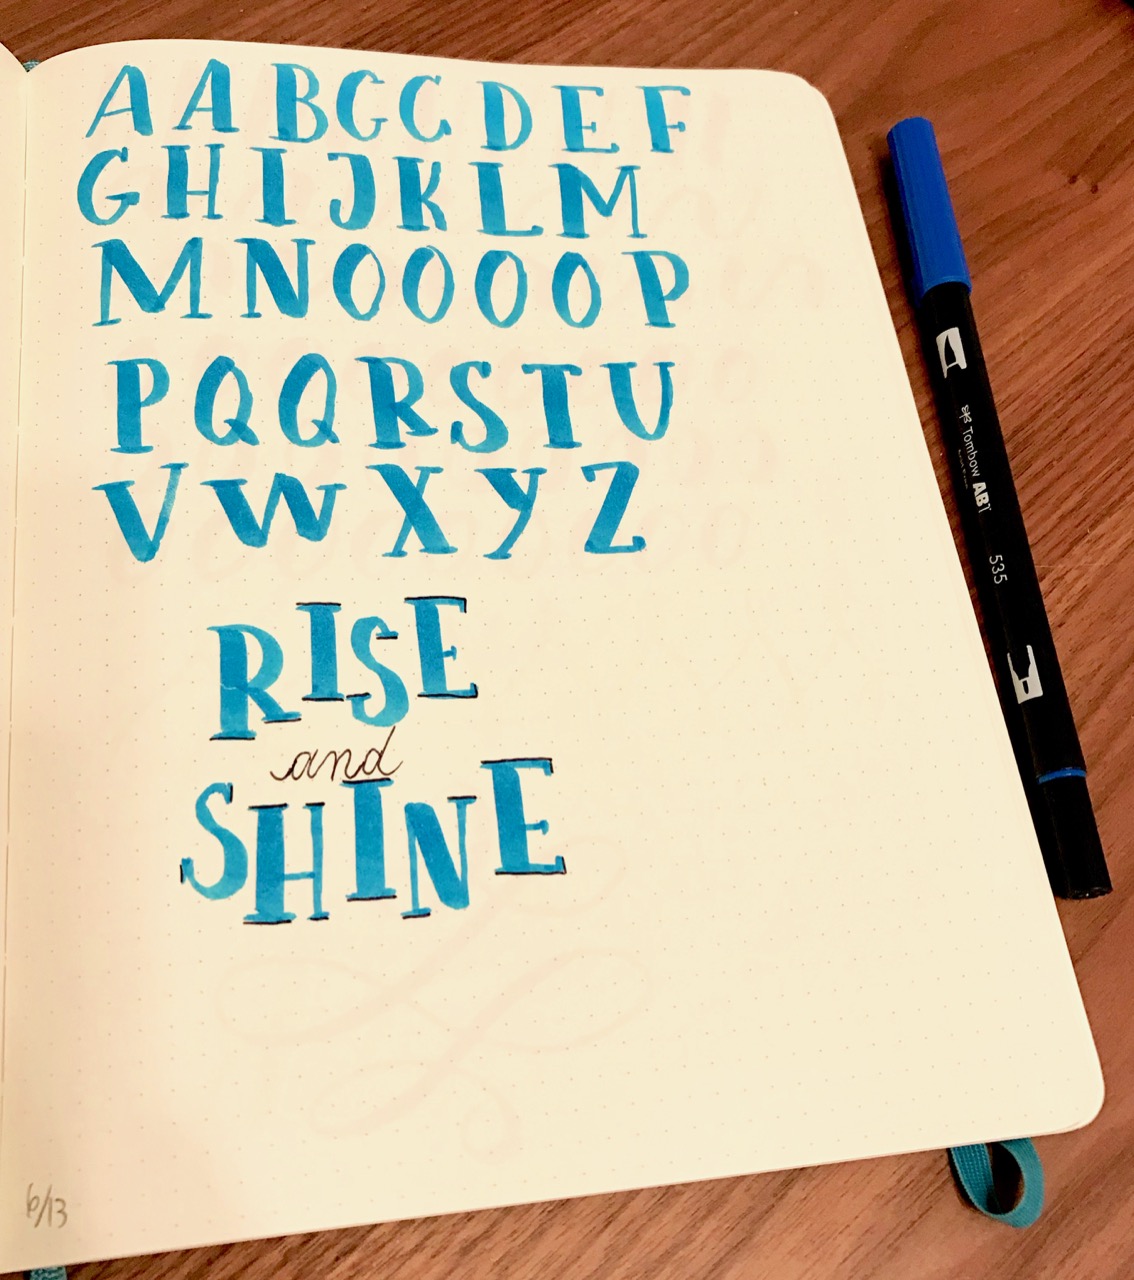 A A B C C D E F
G H I J K L M
M N O O O O P
P Q Q R S T U
V W X Y Z
RISE
and
SHINE
6/13
Tombow ABT
535